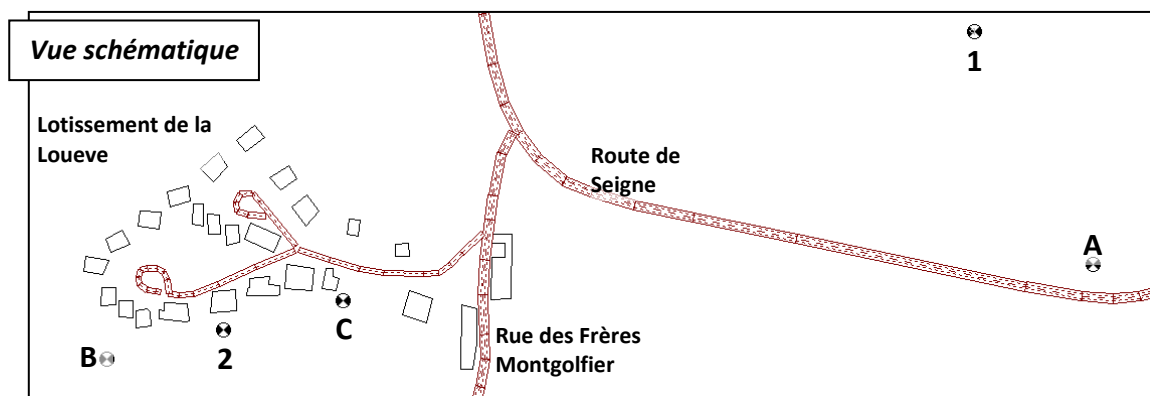 Vue schématique
1
Lotissement de la
Loueve
Route de
Seigne
A
C
2
B
Rue des Frères
Montgolfier